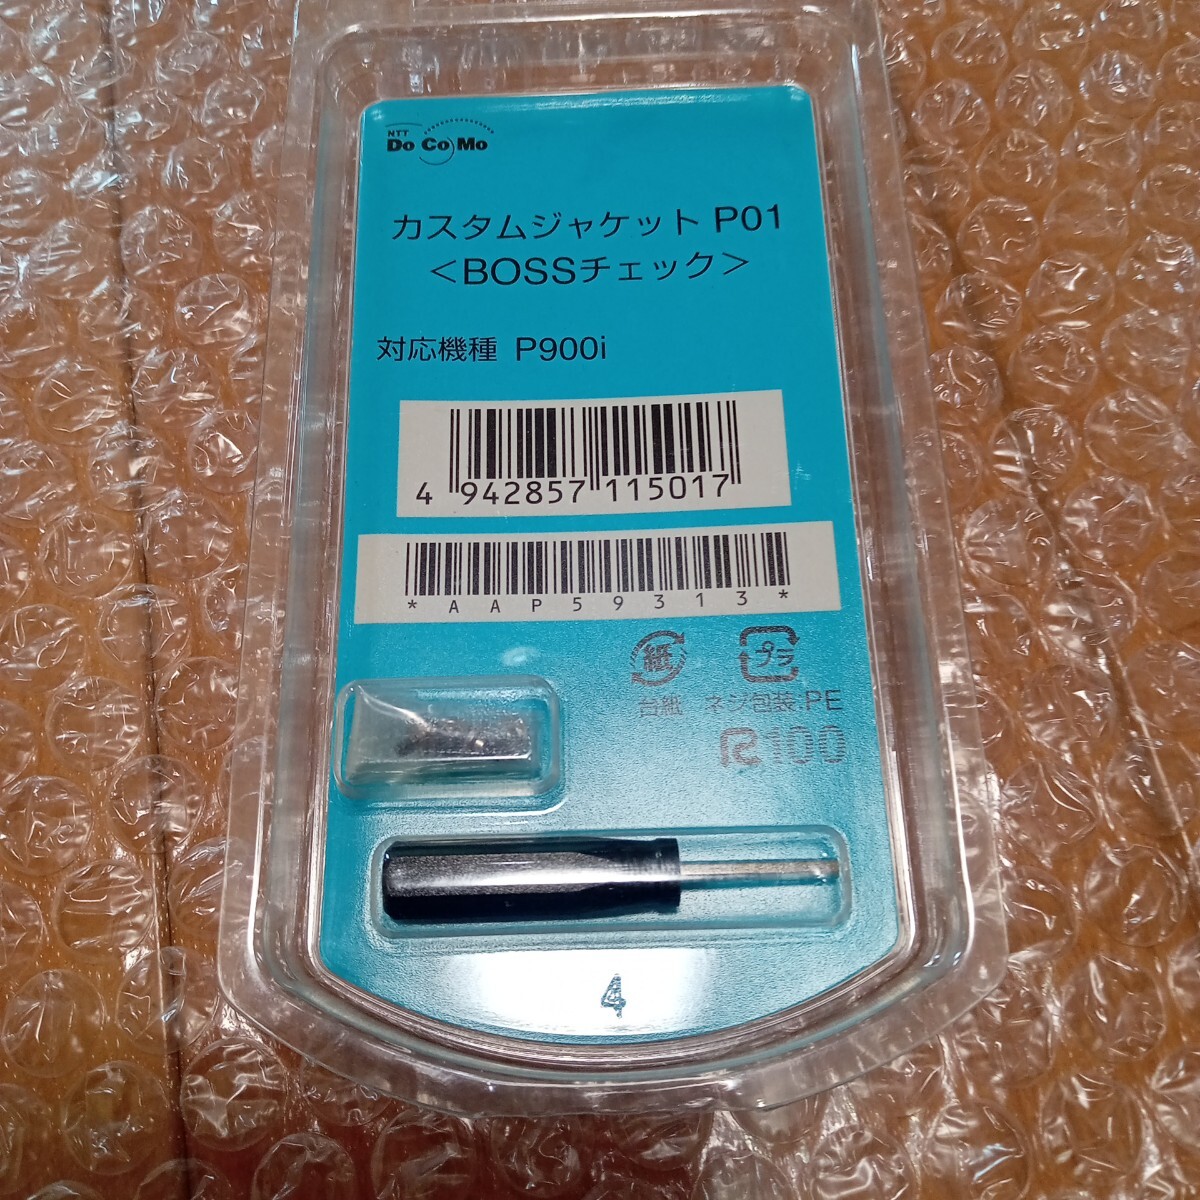 NTT
DoCoMo
カスタムジャケット P01
＜BOSSチェック＞
対応機種 P900i
4 942857 115017
*AAP59313*
紙 プラ
台紙 ネジ包装:PE
R100
4